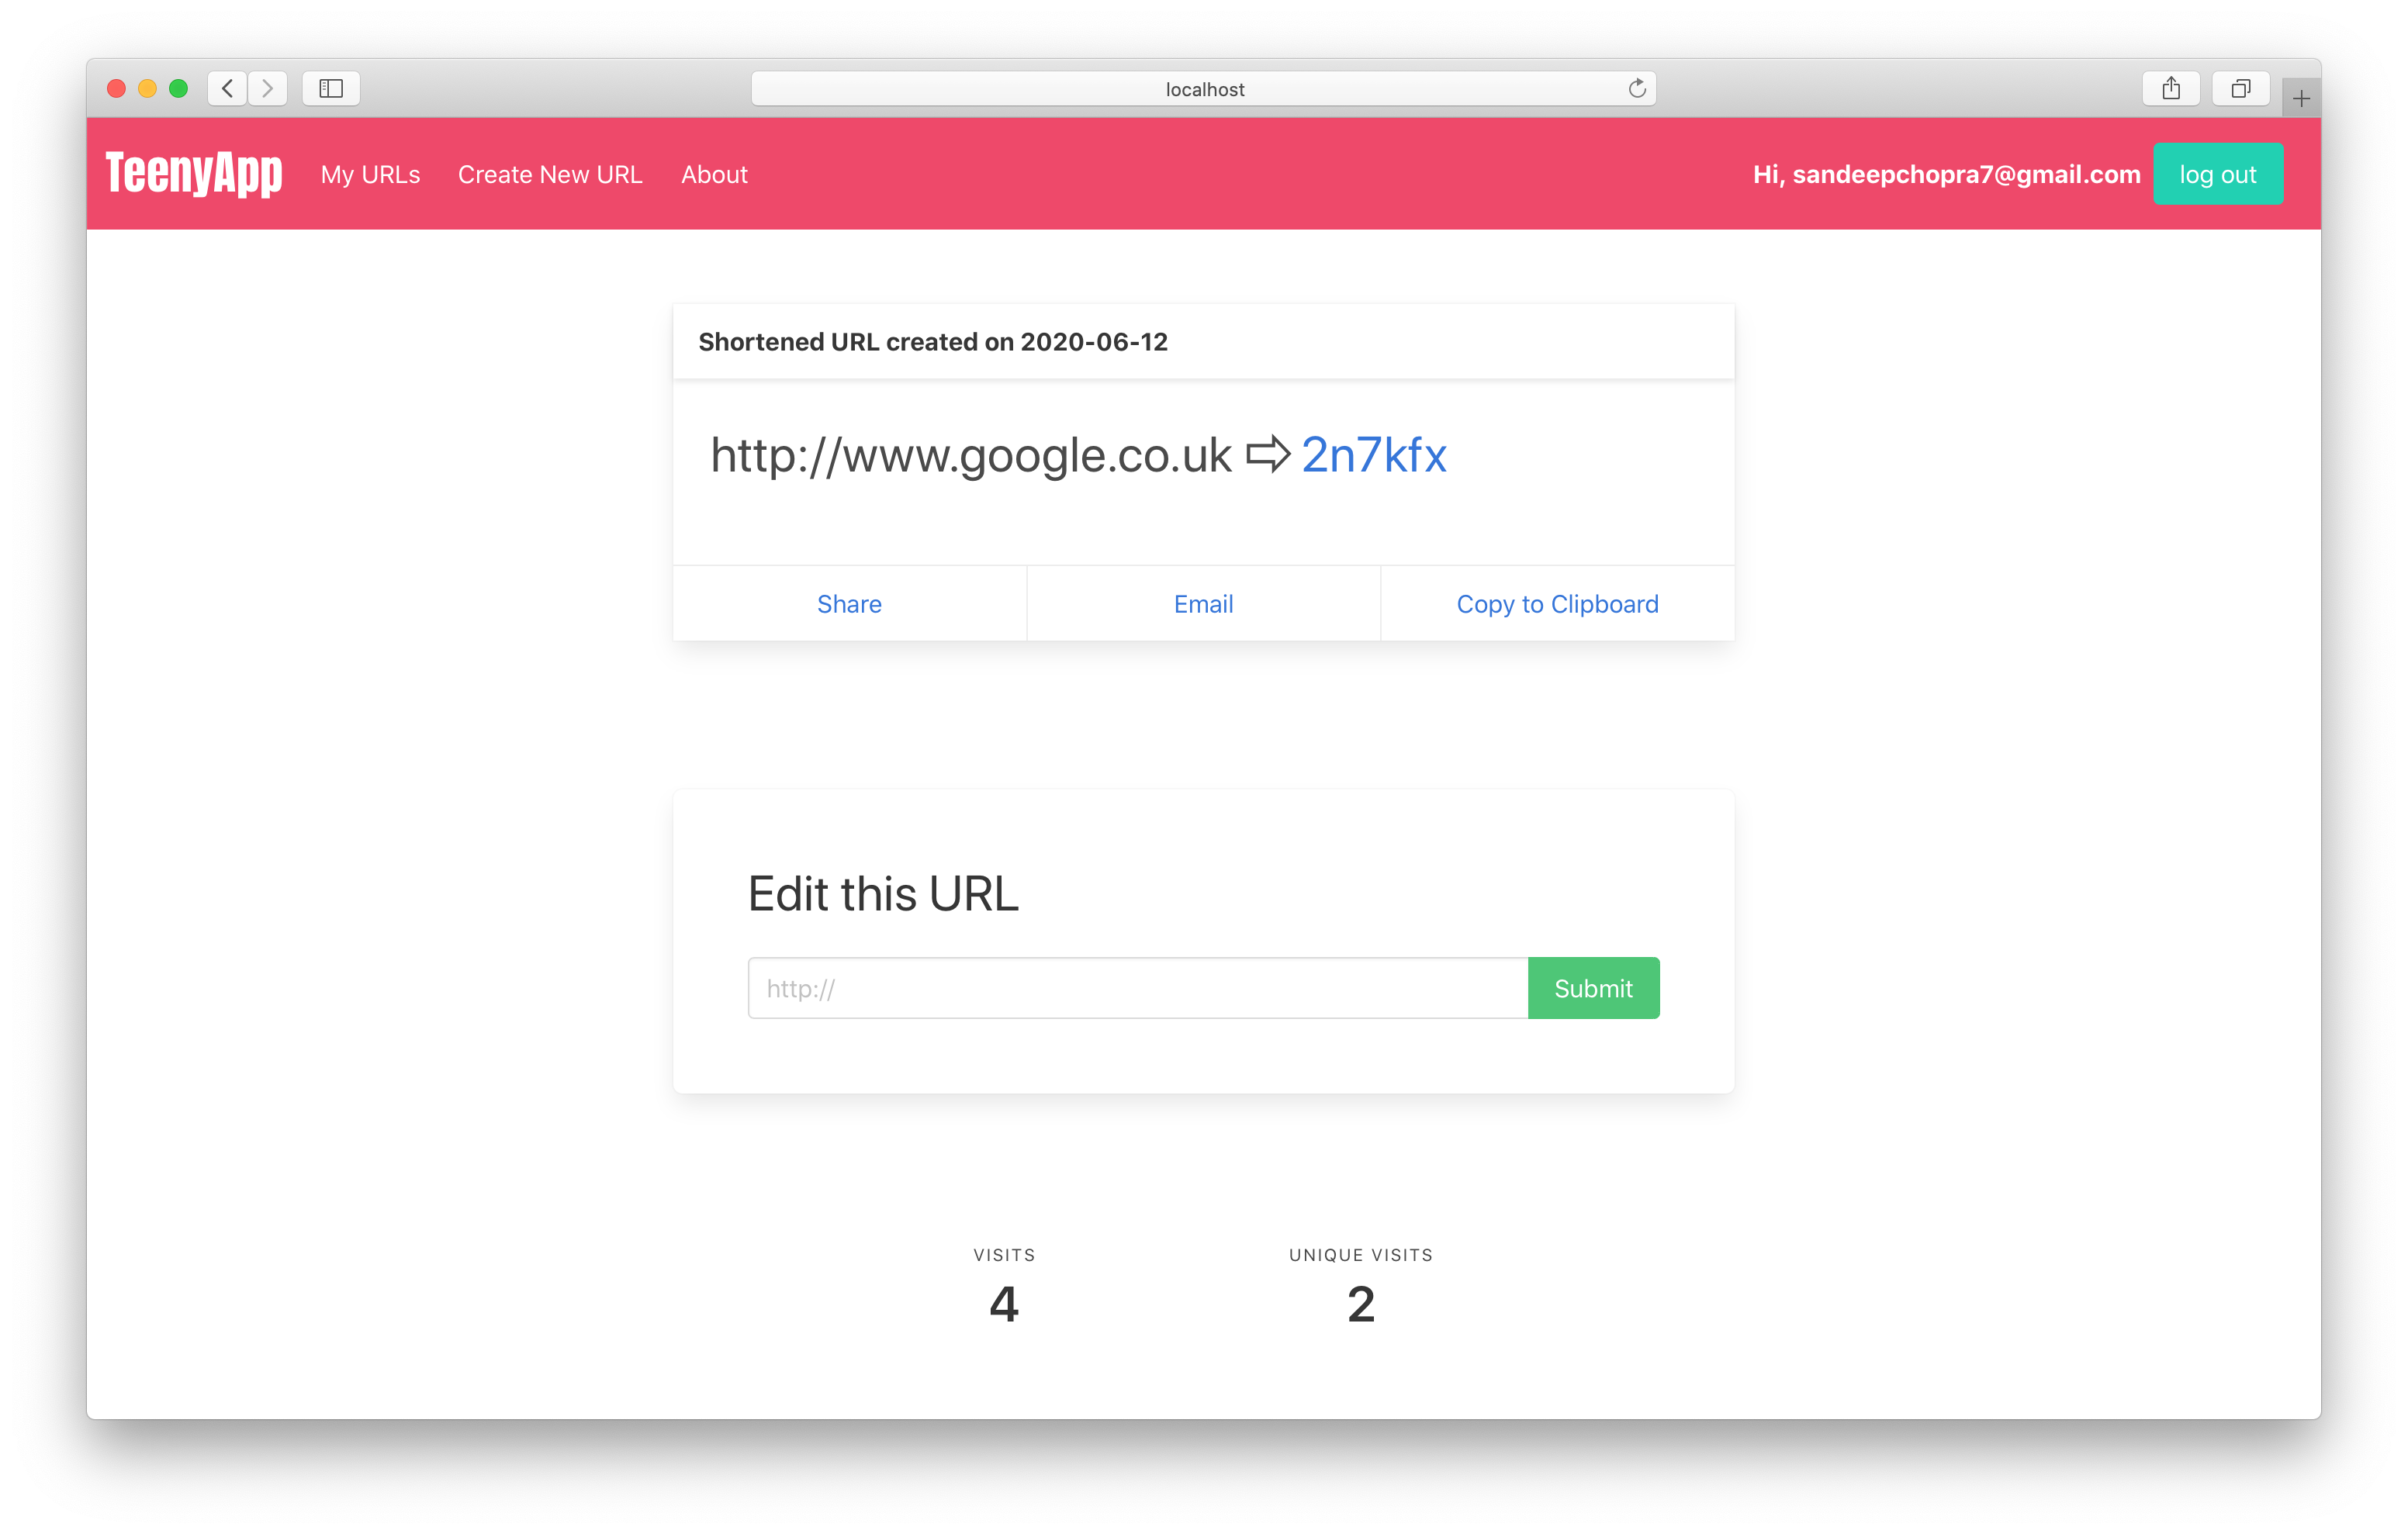 localhost
TeenyApp My URLs Create New URL About Hi, sandeepchopra7@gmail.com log out
Shortened URL created on 2020-06-12
http://www.google.co.uk ⇨ 2n7kfx
Share Email Copy to Clipboard
Edit this URL
http:// Submit
VISITS UNIQUE VISITS
4 2